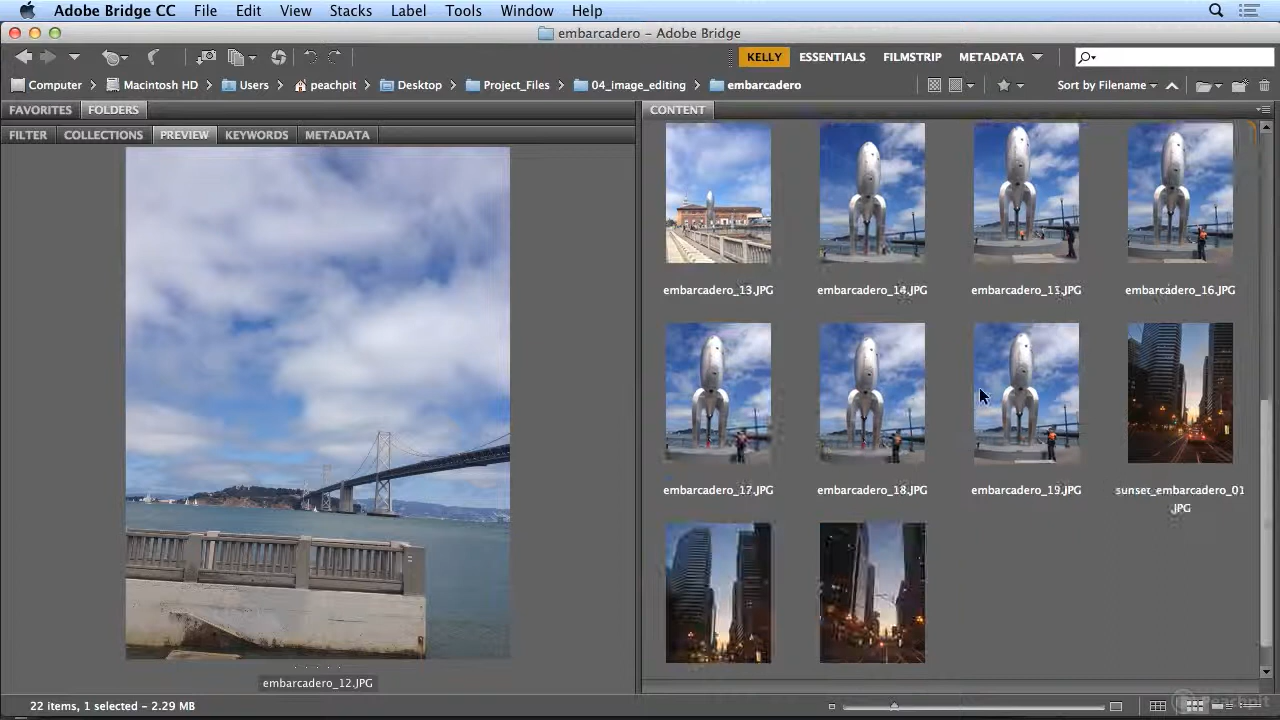 Adobe Bridge CC File Edit View Stacks Label Tools Window Help
embarcadero – Adobe Bridge
KELLY ESSENTIALS FILMSTRIP METADATA
Computer Macintosh HD Users peachpit Desktop Project_Files 04_image_editing embarcadero Sort by Filename
FAVORITES FOLDERS
CONTENT
FILTER COLLECTIONS PREVIEW KEYWORDS METADATA
embarcadero_13.JPG embarcadero_14.JPG embarcadero_15.JPG embarcadero_16.JPG
embarcadero_17.JPG embarcadero_18.JPG embarcadero_19.JPG sunset_embarcadero_01
.JPG
embarcadero_12.JPG
22 items, 1 selected – 2.29 MB
peachpit